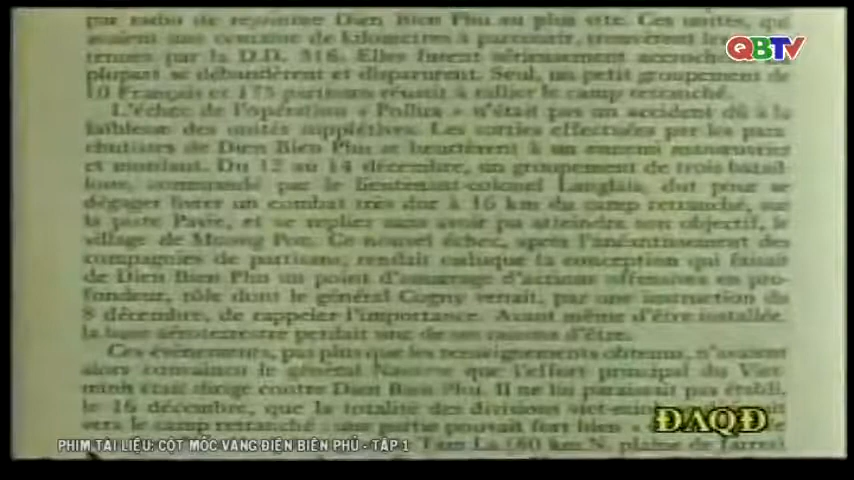 par radio de rejoindre Dien Bien Phu au plus vite. Ces unités, qui
avaient une centaine de kilomètres à parcourir, trouvèrent les
tenues par la D.D. 316. Elles furent sérieusement accrochées
plupart se débandèrent et disparurent. Seul, un petit groupement de
10 Français et 175 partisans réussit à rallier le camp retranché.
L'échec de l'opération « Pollux » n'était pas un accident dû à la
faiblesse des unités supplétives. Les sorties effectuées par les para-
chutistes de Dien Bien Phu se heurtèrent à un ennemi manœuvrier
et mordant. Du 12 au 14 décembre, un groupement de trois batail-
lons, commandé par le lieutenant-colonel Langlais, dut pour se
dégager livrer un combat très dur à 16 km du camp retranché, sur
la piste Pavie, et se replier sans avoir pu atteindre son objectif, le
village de Muong Pon. Ce nouvel échec, après l'anéantissement des
compagnies de partisans, rendait caduque la conception qui faisait
de Dien Bien Phu un point d'amarrage d'actions offensives en pro-
fondeur, rôle dont le général Cogny venait, par une instruction du
8 décembre, de rappeler l'importance. Avant même d'être installée,
la base aéroterrestre perdait une de ses raisons d'être.
Ces événements, pas plus que les renseignements obtenus, n'avaient
alors convaincu le général Navarre que l'effort principal du Viet-
minh était dirigé contre Dien Bien Phu. Il ne lui paraissait pas établi,
le 16 décembre, que la totalité des divisions
vers le camp retranché : une partie pouvait fort bien «
km N. plaine de
QBTV
ĐAQĐ
PHIM TÀI LIỆU: CỘT MỐC VÀNG ĐIỆN BIÊN PHỦ - TẬP 1